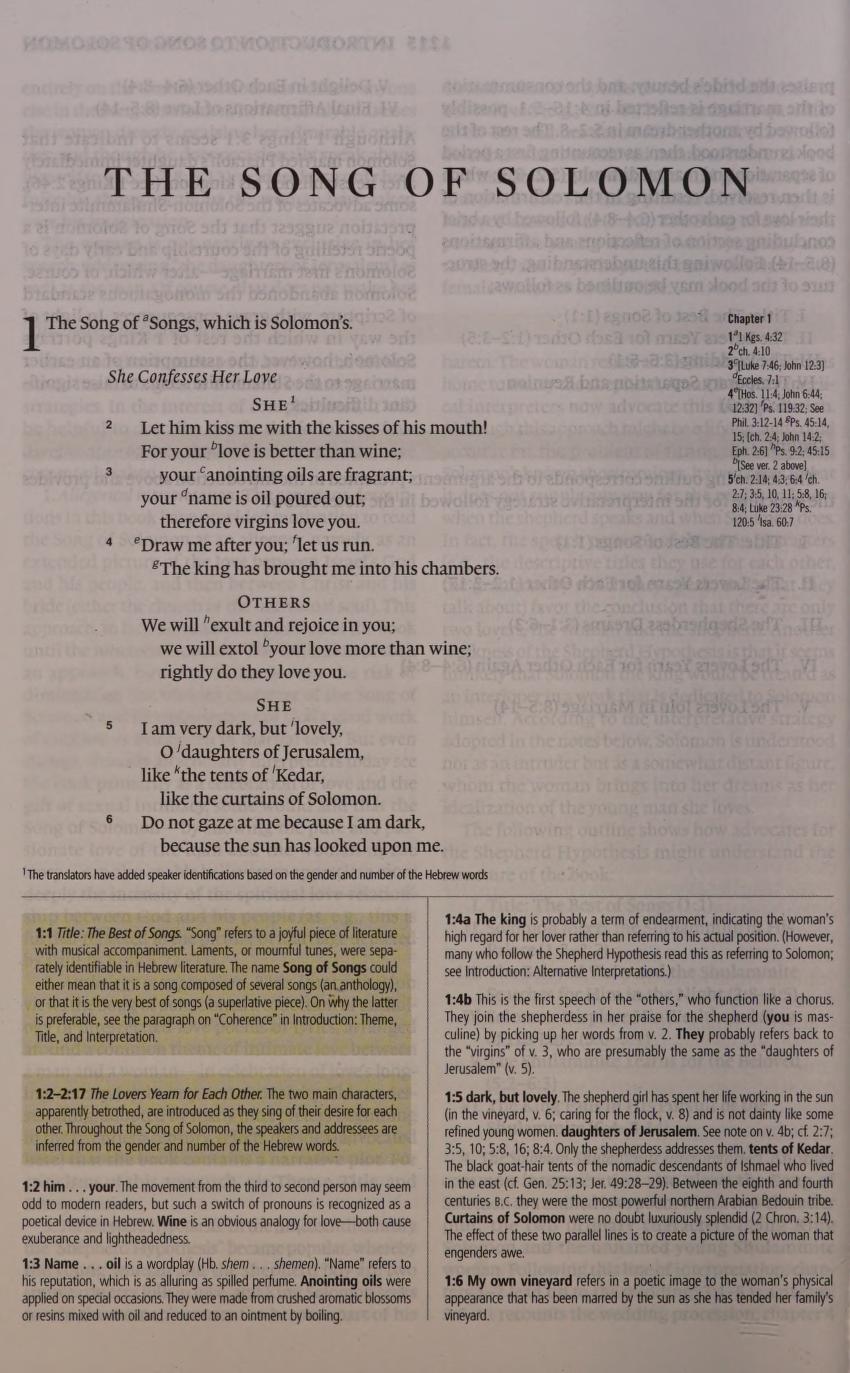 THE SONG OF SOLOMON
1 The Song of aSongs, which is Solomon's.
She Confesses Her Love
SHE1
2 Let him kiss me with the kisses of his mouth!
For your blove is better than wine;
3 your canointing oils are fragrant;
your dname is oil poured out;
therefore virgins love you.
4 eDraw me after you; flet us run.
gThe king has brought me into his chambers.
OTHERS
We will hexult and rejoice in you;
we will extol byour love more than wine;
rightly do they love you.
SHE
5 I am very dark, but ilovely,
O jdaughters of Jerusalem,
like kthe tents of lKedar,
like the curtains of Solomon.
6 Do not gaze at me because I am dark,
because the sun has looked upon me.
Chapter 1
1a1 Kgs. 4:32
2bch. 4:10
3c[Luke 7:46; John 12:3]
dEccles. 7:1
4e[Hos. 11:4; John 6:44;
12:32] fPs. 119:32; See
Phil. 3:12-14 gPs. 45:14,
15; [ch. 2:4; John 14:2;
Eph. 2:6] hPs. 9:2; 45:15
b[See ver. 2 above]
5ich. 2:14; 4:3; 6:4 jch.
2:7; 3:5, 10, 11; 5:8, 16;
8:4; Luke 23:28 kPs.
120:5 lIsa. 60:7
1The translators have added speaker identifications based on the gender and number of the Hebrew words
1:1 Title: The Best of Songs. “Song” refers to a joyful piece of literature
with musical accompaniment. Laments, or mournful tunes, were sepa-
rately identifiable in Hebrew literature. The name Song of Songs could
either mean that it is a song composed of several songs (an anthology),
or that it is the very best of songs (a superlative piece). On why the latter
is preferable, see the paragraph on “Coherence” in Introduction: Theme,
Title, and Interpretation.
1:2–2:17 The Lovers Yearn for Each Other. The two main characters,
apparently betrothed, are introduced as they sing of their desire for each
other. Throughout the Song of Solomon, the speakers and addressees are
inferred from the gender and number of the Hebrew words.
1:2 him . . . your. The movement from the third to second person may seem
odd to modern readers, but such a switch of pronouns is recognized as a
poetical device in Hebrew. Wine is an obvious analogy for love—both cause
exuberance and lightheadedness.
1:3 Name . . . oil is a wordplay (Hb. shem . . . shemen). “Name” refers to
his reputation, which is as alluring as spilled perfume. Anointing oils were
applied on special occasions. They were made from crushed aromatic blossoms
or resins mixed with oil and reduced to an ointment by boiling.
1:4a The king is probably a term of endearment, indicating the woman's
high regard for her lover rather than referring to his actual position. (However,
many who follow the Shepherd Hypothesis read this as referring to Solomon;
see Introduction: Alternative Interpretations.)
1:4b This is the first speech of the “others,” who function like a chorus.
They join the shepherdess in her praise for the shepherd (you is mas-
culine) by picking up her words from v. 2. They probably refers back to
the “virgins” of v. 3, who are presumably the same as the “daughters of
Jerusalem” (v. 5).
1:5 dark, but lovely. The shepherd girl has spent her life working in the sun
(in the vineyard, v. 6; caring for the flock, v. 8) and is not dainty like some
refined young women. daughters of Jerusalem. See note on v. 4b; cf. 2:7;
3:5, 10; 5:8, 16; 8:4. Only the shepherdess addresses them. tents of Kedar.
The black goat-hair tents of the nomadic descendants of Ishmael who lived
in the east (cf. Gen. 25:13; Jer. 49:28–29). Between the eighth and fourth
centuries B.C. they were the most powerful northern Arabian Bedouin tribe.
Curtains of Solomon were no doubt luxuriously splendid (2 Chron. 3:14).
The effect of these two parallel lines is to create a picture of the woman that
engenders awe.
1:6 My own vineyard refers in a poetic image to the woman's physical
appearance that has been marred by the sun as she has tended her family's
vineyard.